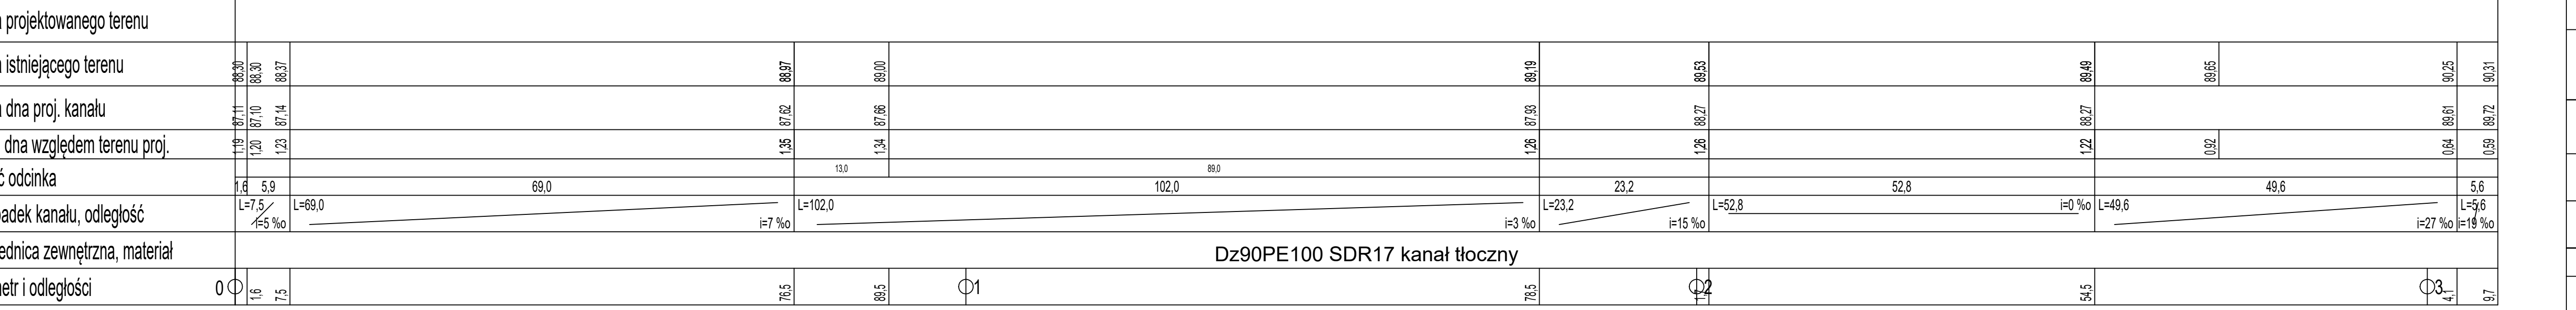 a projektowanego terenu
a istniejącego terenu 88,30 88,30 88,37 88,97 89,00 89,19 89,53 89,49 89,65 90,25 90,31
a dna proj. kanału 87,11 87,10 87,14 87,62 87,66 87,93 88,27 88,27 89,61 89,72
dna względem terenu proj. 1,19 1,20 1,23 1,35 1,34 1,26 1,26 1,22 0,92 0,64 0,59
13,0 89,0
ć odcinka 1,6 5,9 69,0 102,0 23,2 52,8 49,6 5,6
adek kanału, odległość L=7,5 L=69,0 L=102,0 L=23,2 L=52,8 i=0 %o L=49,6 L=5,6
i=5 %o i=7 %o i=3 %o i=15 %o i=27 %o i=19 %o
ednica zewnętrzna, materiał Dz90PE100 SDR17 kanał tłoczny
etr i odległości 0 1,6 7,5 76,5 89,5 1 78,5 2 54,5 3 4,1 9,7